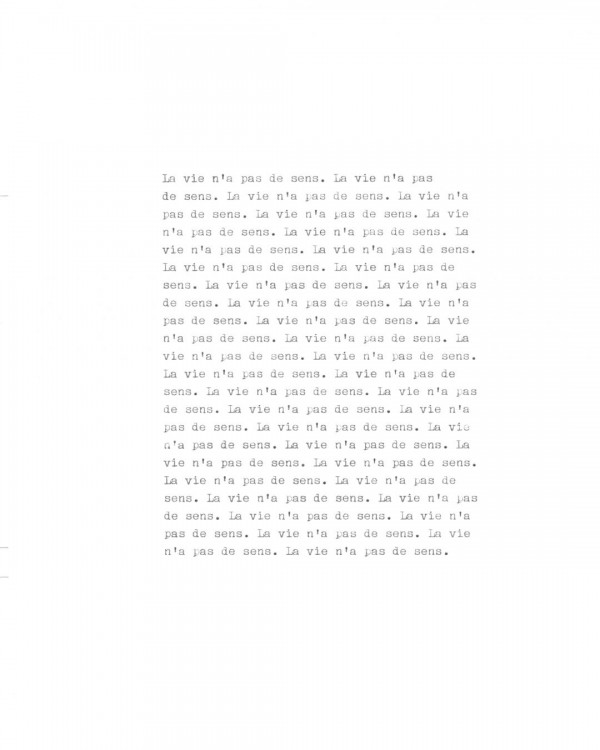 La vie n'a pas de sens. La vie n'a pas
de sens. La vie n'a pas de sens. La vie n'a
pas de sens. La vie n'a pas de sens. La vie
n'a pas de sens. La vie n'a pas de sens. La
vie n'a pas de sens. La vie n'a pas de sens.
La vie n'a pas de sens. La vie n'a pas de
sens. La vie n'a pas de sens. La vie n'a pas
de sens. La vie n'a pas de sens. La vie n'a
pas de sens. La vie n'a pas de sens. La vie
n'a pas de sens. La vie n'a pas de sens. La
vie n'a pas de sens. La vie n'a pas de sens.
La vie n'a pas de sens. La vie n'a pas de
sens. La vie n'a pas de sens. La vie n'a pas
de sens. La vie n'a pas de sens. La vie n'a
pas de sens. La vie n'a pas de sens. La vie
n'a pas de sens. La vie n'a pas de sens. La
vie n'a pas de sens. La vie n'a pas de sens.
La vie n'a pas de sens. La vie n'a pas de
sens. La vie n'a pas de sens. La vie n'a pas
de sens. La vie n'a pas de sens. La vie n'a
pas de sens. La vie n'a pas de sens. La vie
n'a pas de sens. La vie n'a pas de sens.